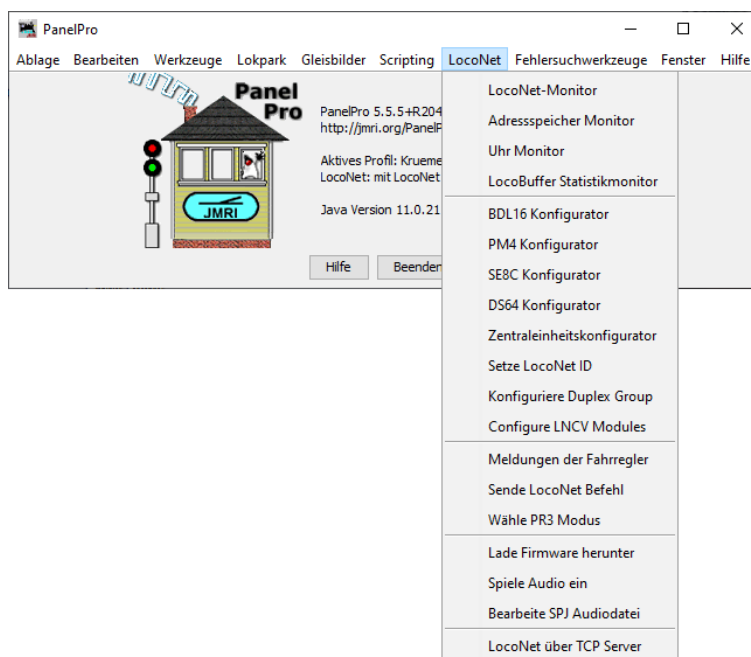 PanelPro
Ablage Bearbeiten Werkzeuge Lokpark Gleisbilder Scripting LocoNet Fehlersuchwerkzeuge Fenster Hilfe
Panel
Pro
JMRI
PanelPro 5.5.5+R204
http://jmri.org/PanelP
Aktives Profil: Krueme
LocoNet: mit LocoNet
Java Version 11.0.21
Hilfe Beenden
LocoNet-Monitor
Adressspeicher Monitor
Uhr Monitor
LocoBuffer Statistikmonitor
BDL16 Konfigurator
PM4 Konfigurator
SE8C Konfigurator
DS64 Konfigurator
Zentraleinheitskonfigurator
Setze LocoNet ID
Konfiguriere Duplex Group
Configure LNCV Modules
Meldungen der Fahrregler
Sende LocoNet Befehl
Wähle PR3 Modus
Lade Firmware herunter
Spiele Audio ein
Bearbeite SPJ Audiodatei
LocoNet über TCP Server